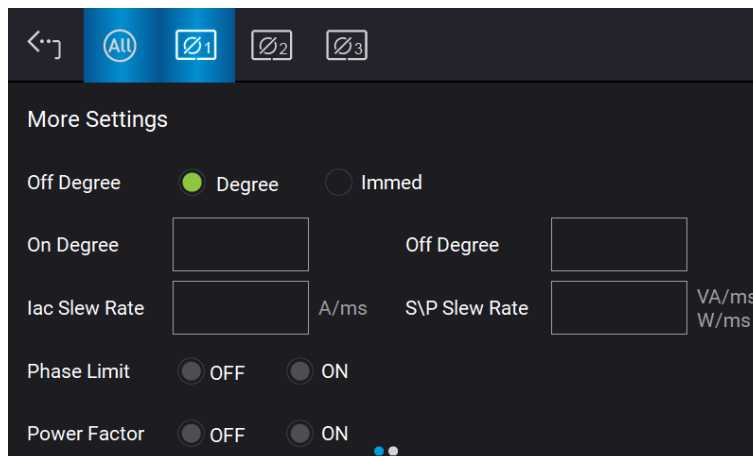 All Ø1 Ø2 Ø3
More Settings
Off Degree Degree Immed
On Degree Off Degree
Iac Slew Rate A/ms S\P Slew Rate VA/ms
W/ms
Phase Limit OFF ON
Power Factor OFF ON